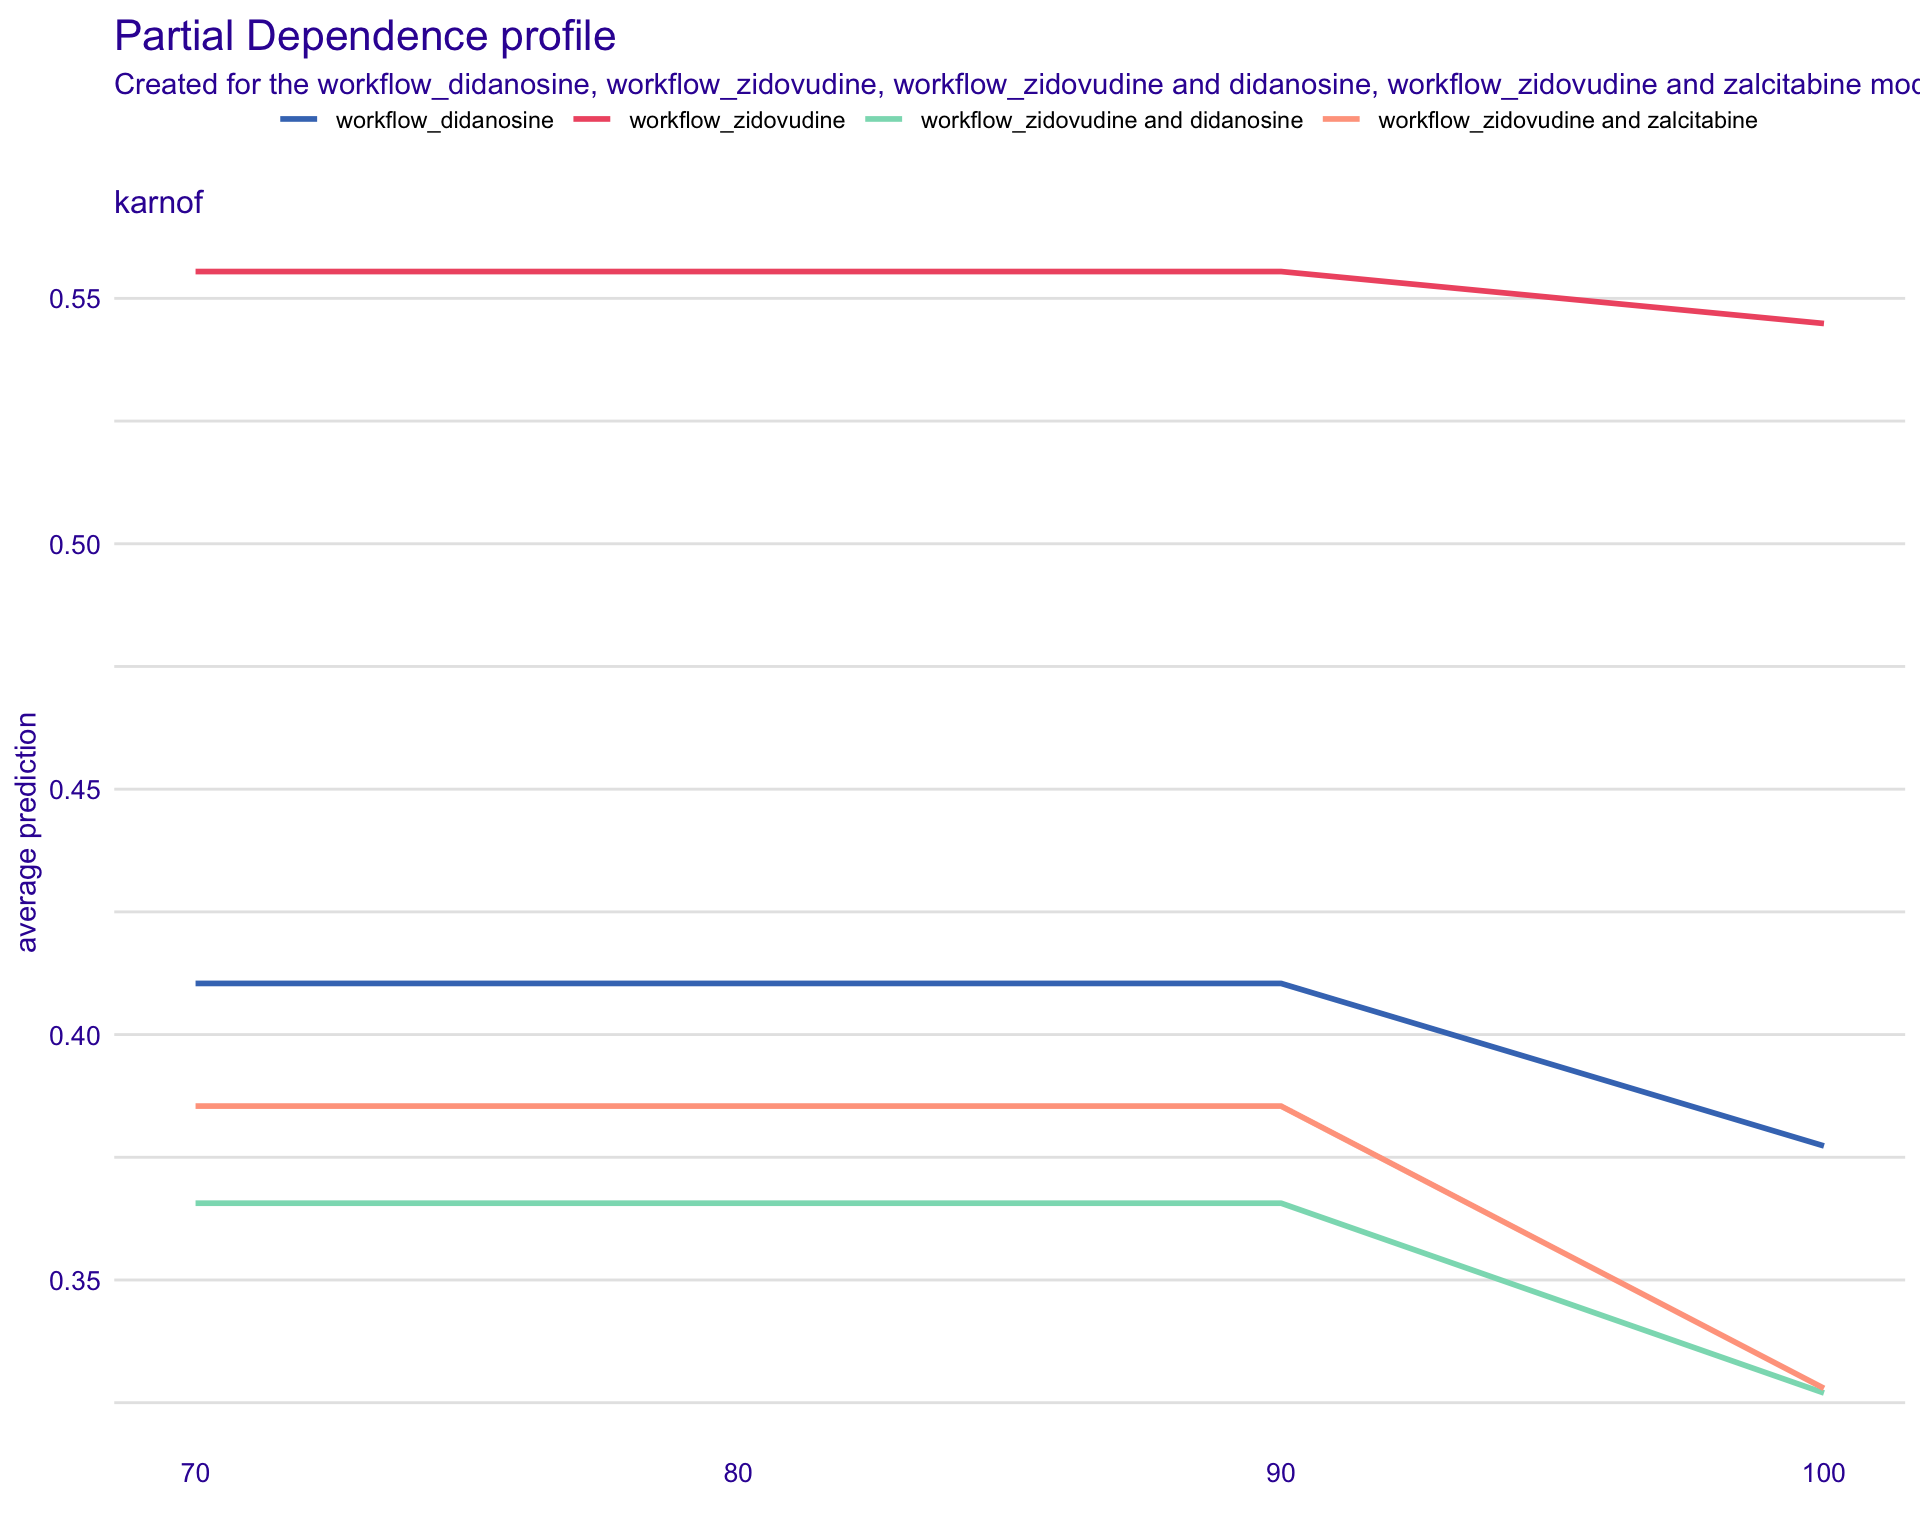 Partial Dependence profile
Created for the workflow_didanosine, workflow_zidovudine, workflow_zidovudine and didanosine, workflow_zidovudine and zalcitabine
workflow_didanosine workflow_zidovudine workflow_zidovudine and didanosine workflow_zidovudine and zalcitabine
karnof
0.55
0.50
0.45
0.40
0.35
average prediction
70 80 90 100